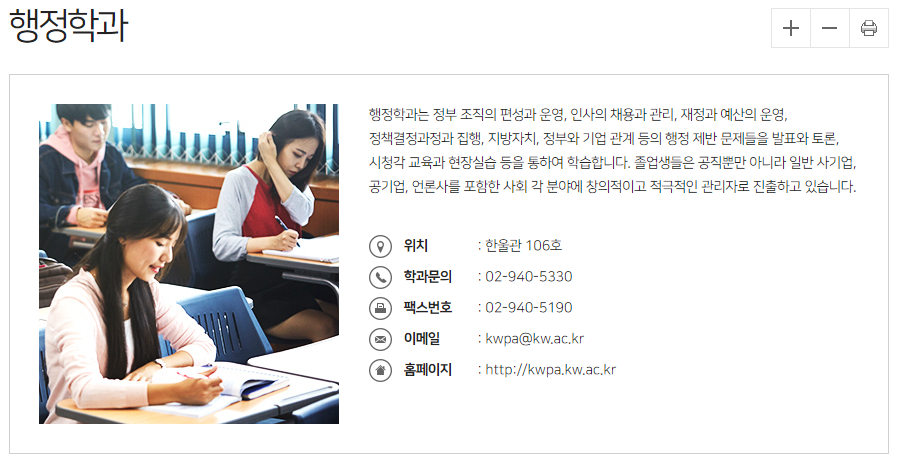 행정학과
행정학과는 정부 조직의 편성과 운영, 인사의 채용과 관리, 재정과 예산의 운영,
정책결정과정과 집행, 지방자치, 정부와 기업 관계 등의 행정 제반 문제들을 발표와 토론,
시청각 교육과 현장실습 등을 통하여 학습합니다. 졸업생들은 공직뿐만 아니라 일반 사기업,
공기업, 언론사를 포함한 사회 각 분야에 창의적이고 적극적인 관리자로 진출하고 있습니다.
위치 : 한울관 106호
학과문의 : 02-940-5330
팩스번호 : 02-940-5190
이메일 : kwpa@kw.ac.kr
홈페이지 : http://kwpa.kw.ac.kr